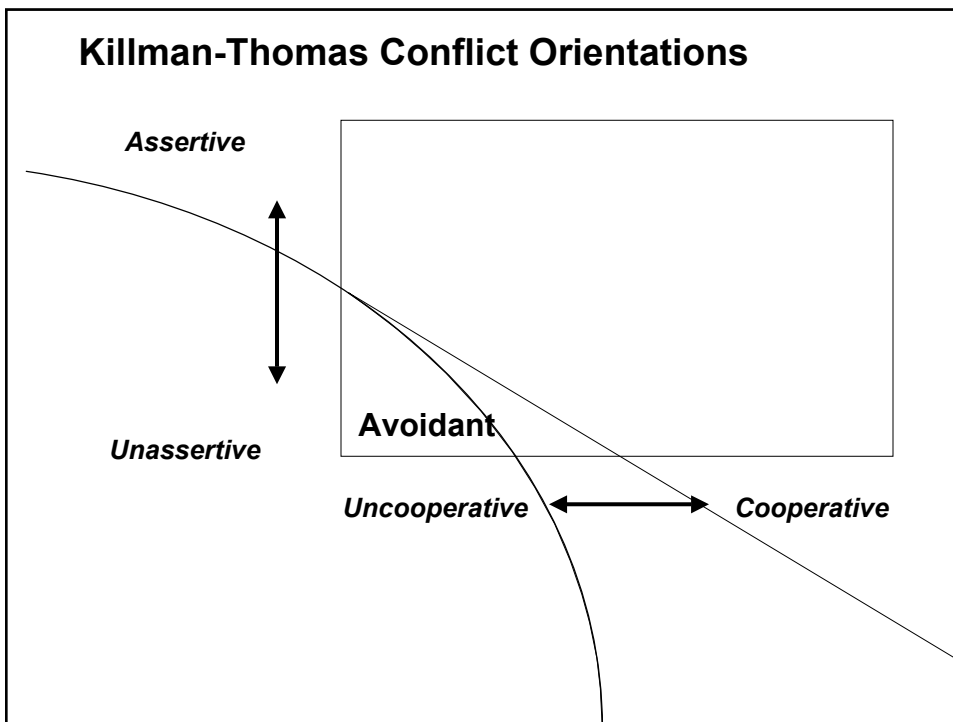 Killman-Thomas Conflict Orientations
Assertive
Avoidant
Unassertive
Uncooperative
Cooperative